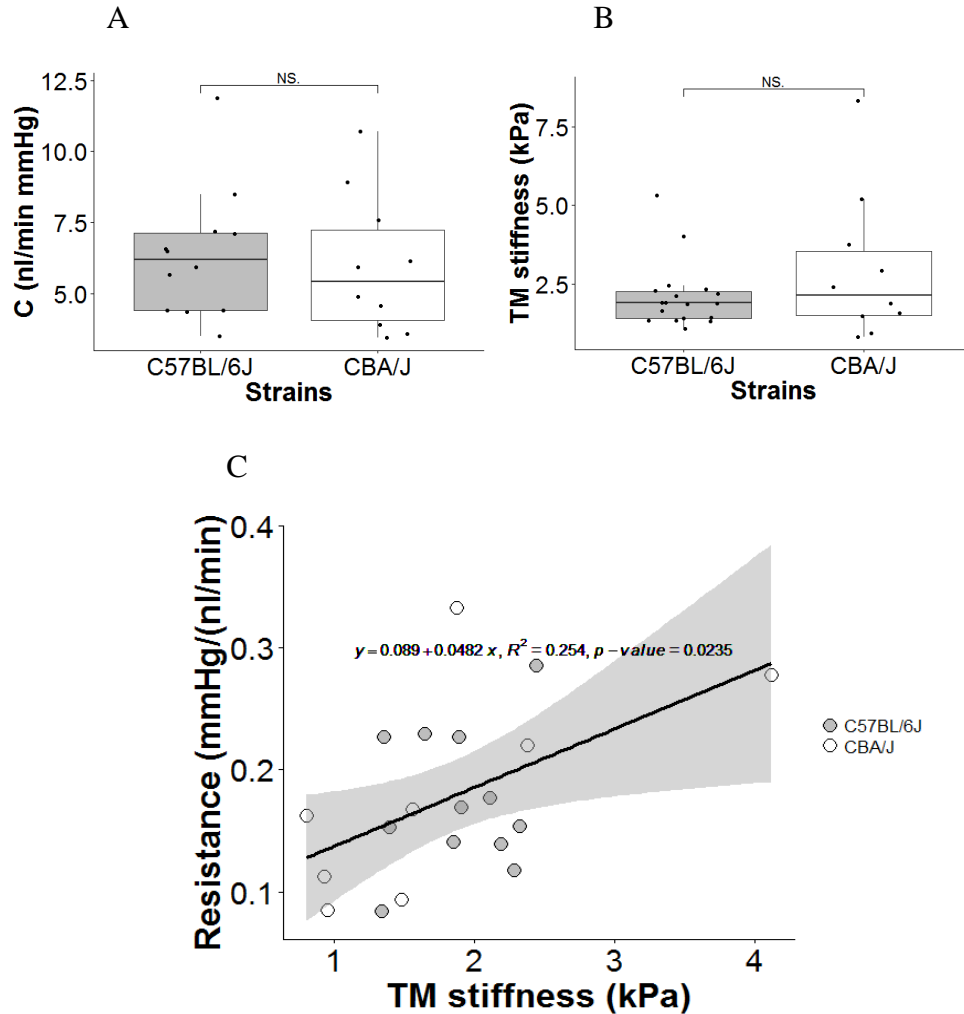 A
B
NS.
C (nl/min mmHg)
12.5
10.0
7.5
5.0
C57BL/6J
CBA/J
Strains
NS.
TM stiffness (kPa)
7.5
5.0
2.5
C57BL/6J
CBA/J
Strains
C
Resistance (mmHg/(nl/min)
0.4
0.3
0.2
0.1
y = 0.089 + 0.0482 x, R² = 0.254, p − value = 0.0235
C57BL/6J
CBA/J
1
2
3
4
TM stiffness (kPa)